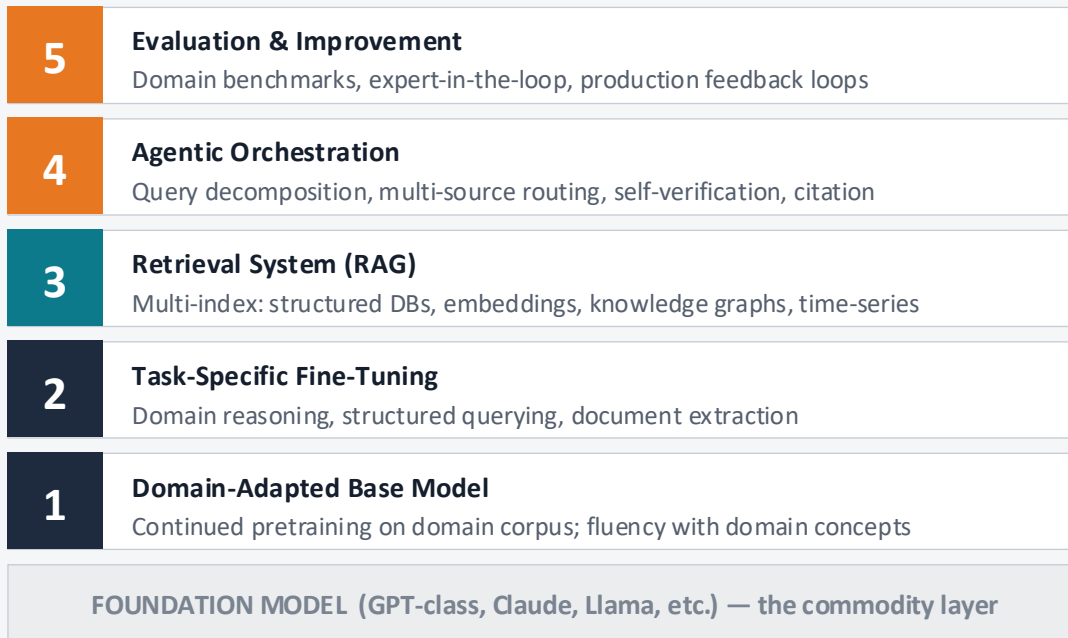 5
Evaluation & Improvement
Domain benchmarks, expert-in-the-loop, production feedback loops
4
Agentic Orchestration
Query decomposition, multi-source routing, self-verification, citation
3
Retrieval System (RAG)
Multi-index: structured DBs, embeddings, knowledge graphs, time-series
2
Task-Specific Fine-Tuning
Domain reasoning, structured querying, document extraction
1
Domain-Adapted Base Model
Continued pretraining on domain corpus; fluency with domain concepts
FOUNDATION MODEL (GPT-class, Claude, Llama, etc.) — the commodity layer